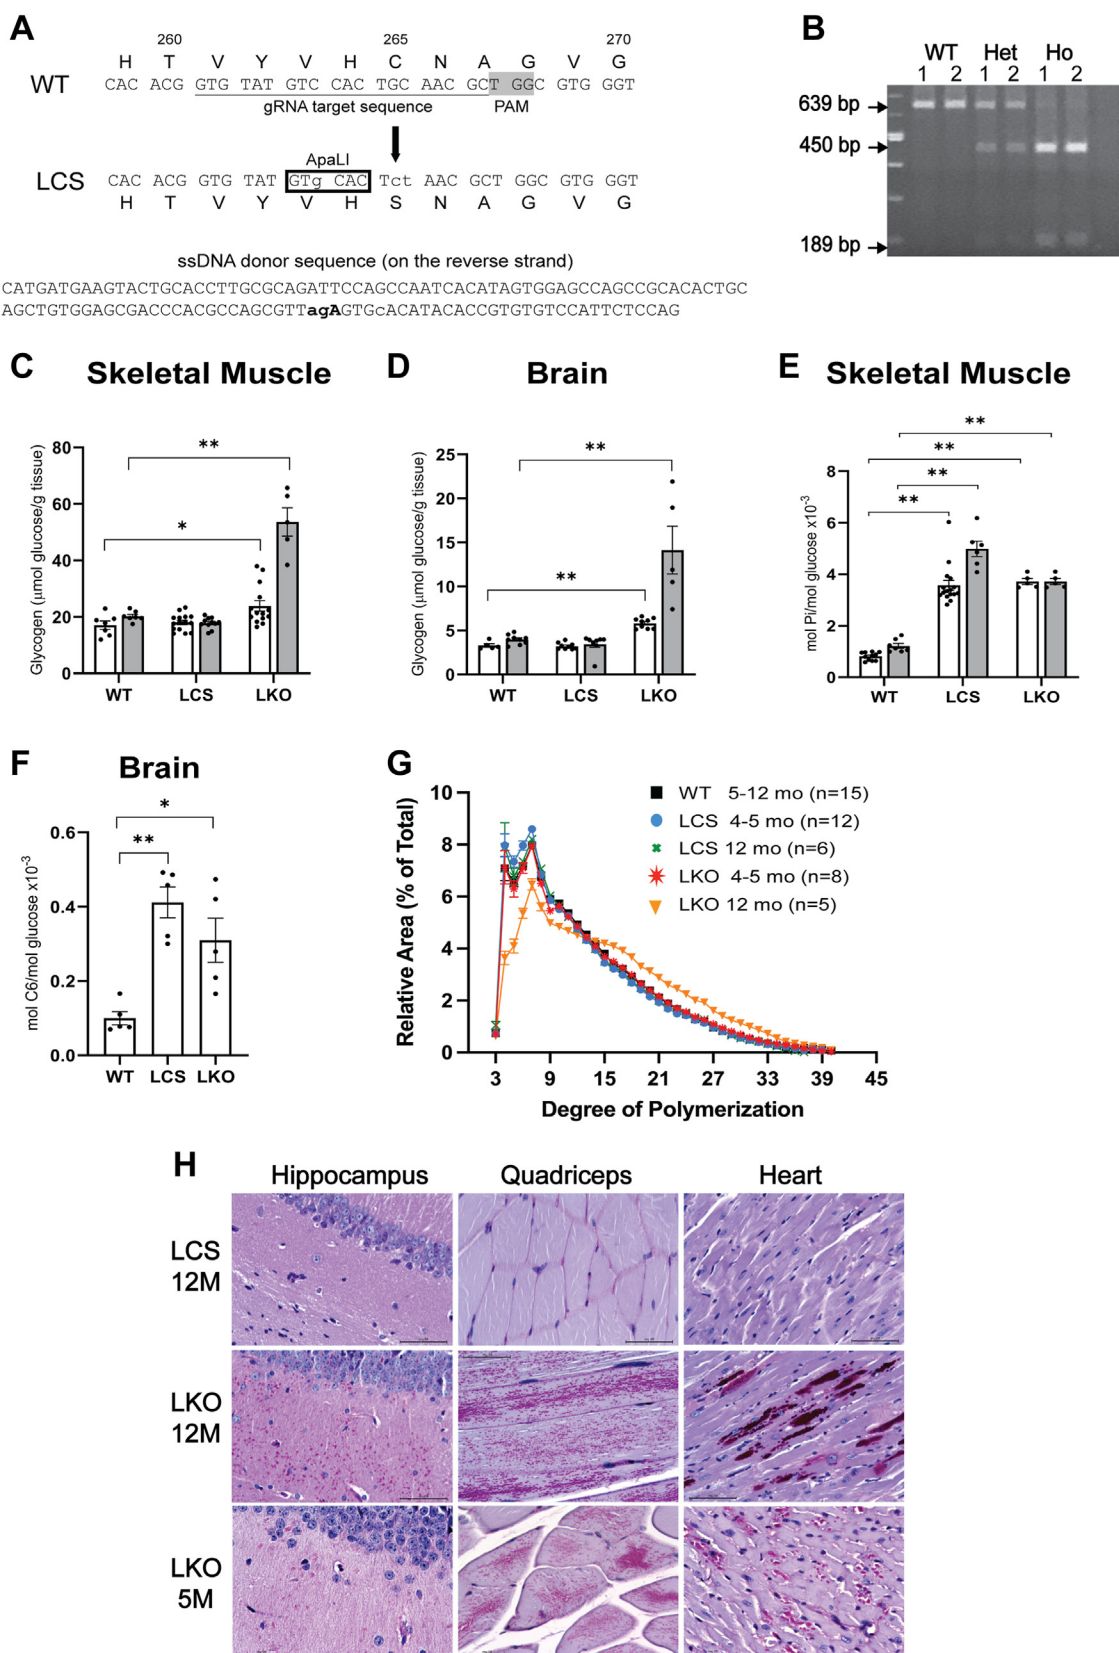 A
260 265 270
H T V Y V H C N A G V G
WT CAC ACG GTG TAT GTC CAC TGC AAC GCT GGC GTG GGT
gRNA target sequence PAM
ApaLI
LCS CAC ACG GTG TAT GTg CAC Tct AAC GCT GGC GTG GGT
H T V Y V H S N A G V G
ssDNA donor sequence (on the reverse strand)
CATGATGAAGTACTGCACCTTGCGCAGATTCCAGCCAATCACATAGTGGAGCCAGCCGCACACTGC
AGCTGTGGAGCGACCCACGCCAGCGTTagAGTGcACATACACCGTGTGTCCATTCTCCAG
B
WT Het Ho
1 2 1 2 1 2
639 bp
450 bp
189 bp
C Skeletal Muscle
Glycogen (µmol glucose/g tissue)
80
60
40
20
0
**
*
WT LCS LKO
D Brain
Glycogen (µmol glucose/g tissue)
25
20
15
10
5
0
**
**
WT LCS LKO
E Skeletal Muscle
mol Pi/mol glucose x10-3
8
6
4
2
0
**
**
**
**
WT LCS LKO
F Brain
mol C6/mol glucose x10-3
0.6
0.4
0.2
0.0
*
**
WT LCS LKO
G
Relative Area (% of Total)
10
8
6
4
2
0
WT 5-12 mo (n=15)
LCS 4-5 mo (n=12)
LCS 12 mo (n=6)
LKO 4-5 mo (n=8)
LKO 12 mo (n=5)
3 9 15 21 27 33 39 45
Degree of Polymerization
H
Hippocampus Quadriceps Heart
LCS
12M
LKO
12M
LKO
5M